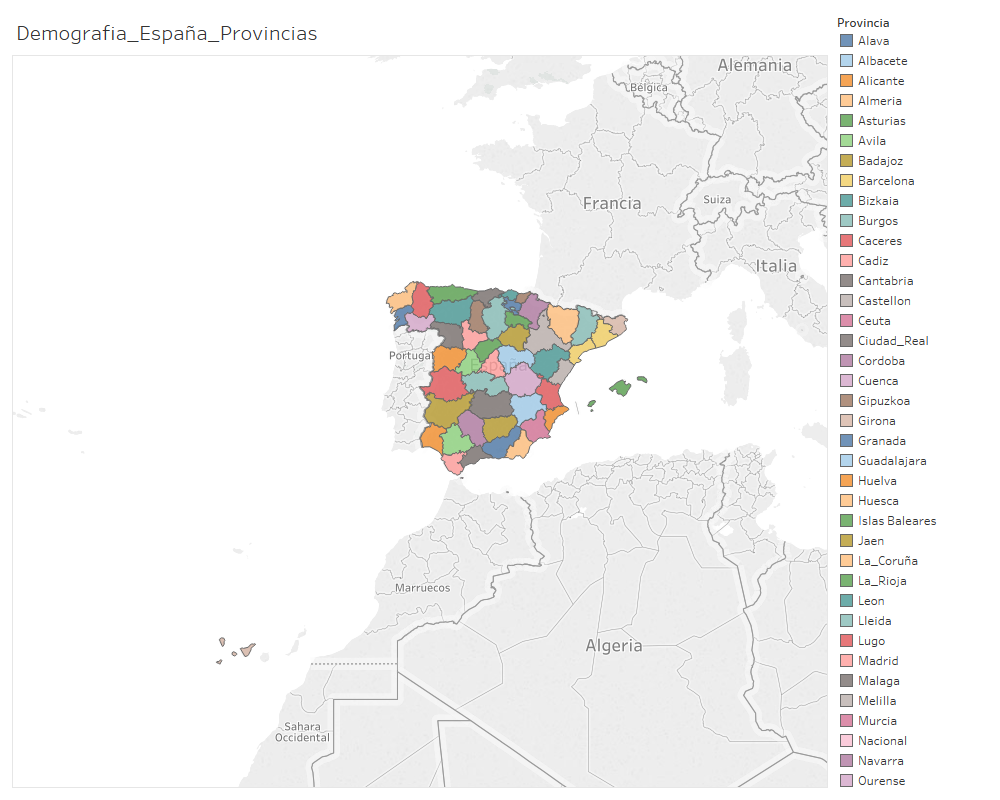 Demografia_España_Provincias
Alemania
Bélgica
Francia
Suiza
Italia
Portugal
España
Marruecos
Algeria
Sahara
Occidental
Provincia
Alava
Albacete
Alicante
Almeria
Asturias
Avila
Badajoz
Barcelona
Bizkaia
Burgos
Caceres
Cadiz
Cantabria
Castellon
Ceuta
Ciudad_Real
Cordoba
Cuenca
Gipuzkoa
Girona
Granada
Guadalajara
Huelva
Huesca
Islas Baleares
Jaen
La_Coruña
La_Rioja
Leon
Lleida
Lugo
Madrid
Malaga
Melilla
Murcia
Nacional
Navarra
Ourense